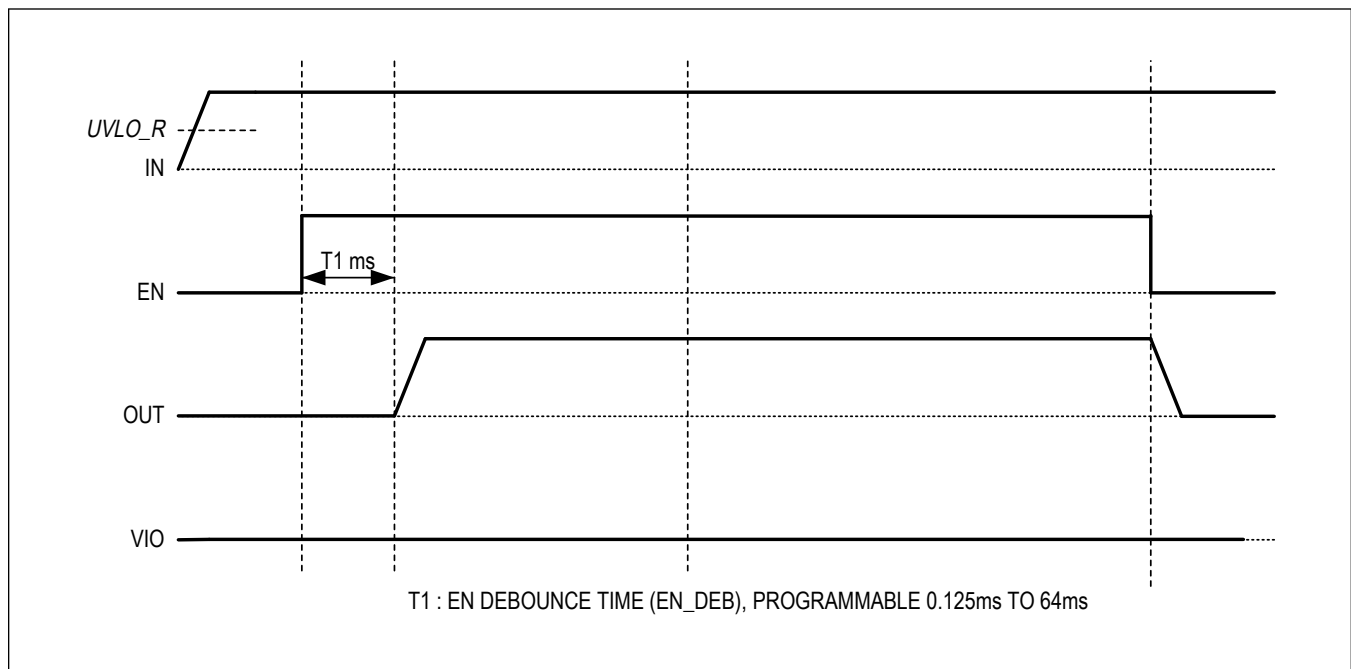 UVLO_R
IN
T1 ms
EN
OUT
VIO
T1 : EN DEBOUNCE TIME (EN_DEB), PROGRAMMABLE 0.125ms TO 64ms